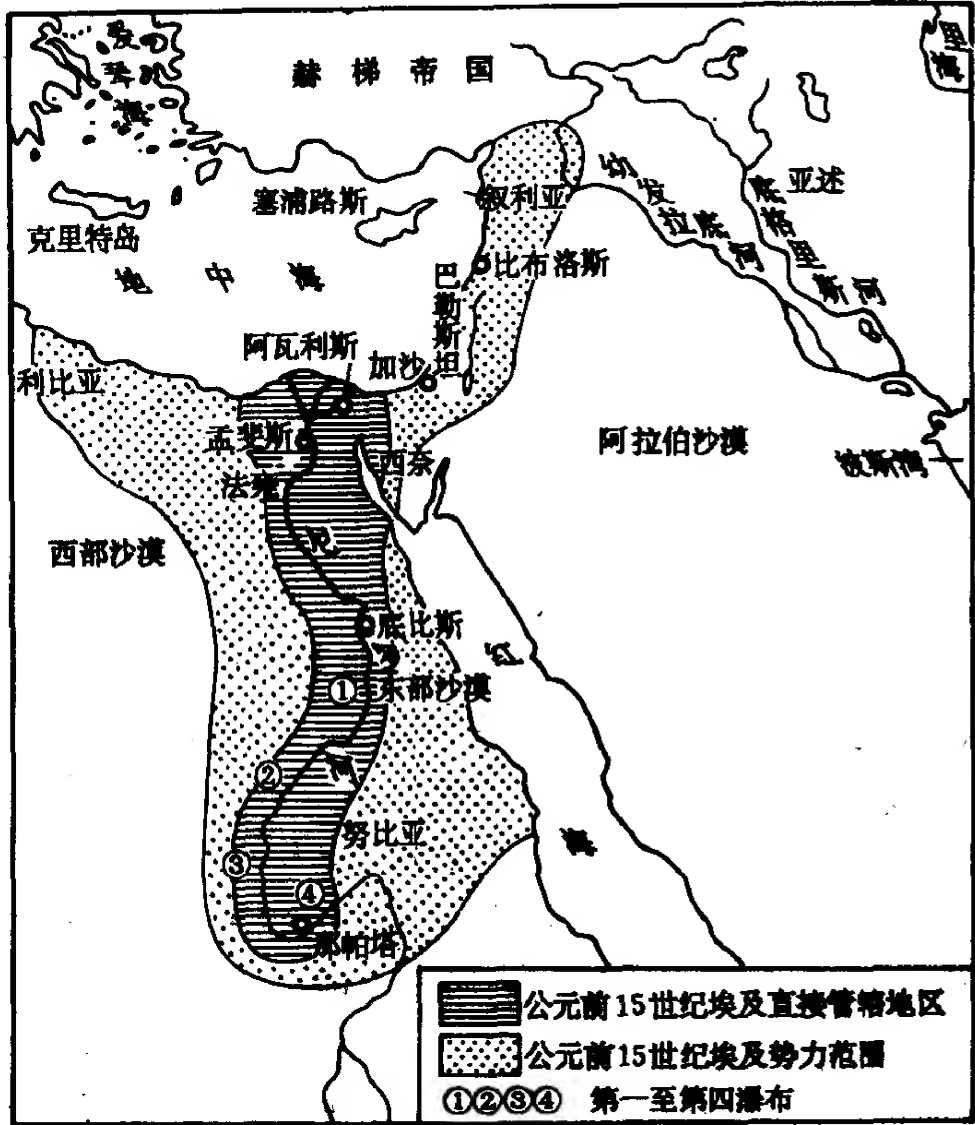 爱琴海
赫梯帝国
里海
塞浦路斯
叙利亚
幼发拉底河
底格里斯河
亚述
克里特岛
地中海
巴勒斯坦
比布洛斯
阿瓦利斯
加沙
利比亚
孟斐斯
西奈
阿拉伯沙漠
波斯湾
法尤
西部沙漠
尼罗河
底比斯
①
东部沙漠
红海
②
努比亚
③
④
那帕塔
公元前15世纪埃及直接管辖地区
公元前15世纪埃及势力范围
①②③④ 第一至第四瀑布